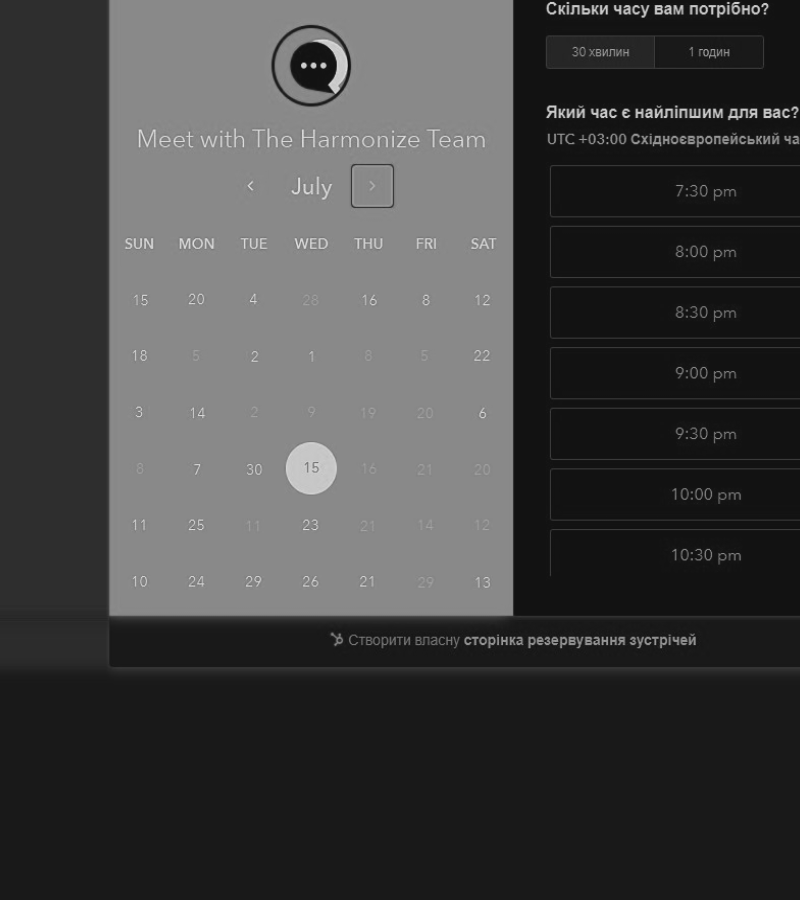 Meet with The Harmonize Team
July
SUN MON TUE WED THU FRI SAT
15 20 4 28 16 8 12
18 5 2 1 8 5 22
3 14 2 9 19 20 6
8 7 30 15 16 21 20
11 25 11 23 21 14 12
10 24 29 26 21 29 13
Скільки часу вам потрібно?
30 хвилин 1 годин
Який час є найліпшим для вас?
UTC +03:00 Східноєвропейський ча
7:30 pm
8:00 pm
8:30 pm
9:00 pm
9:30 pm
10:00 pm
10:30 pm
Створити власну сторінка резервування зустрічей